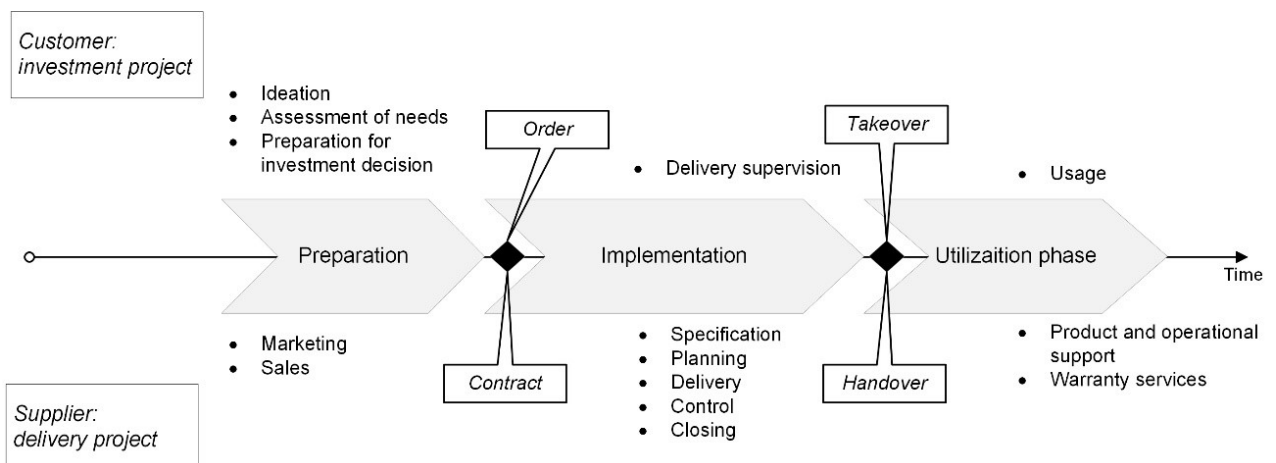 Customer:
investment project
• Ideation
• Assessment of needs
• Preparation for
investment decision
Order
• Delivery supervision
Takeover
• Usage
Preparation
Implementation
Utilizaition phase
Time
• Marketing
• Sales
Contract
• Specification
• Planning
• Delivery
• Control
• Closing
Handover
• Product and operational
support
• Warranty services
Supplier:
delivery project